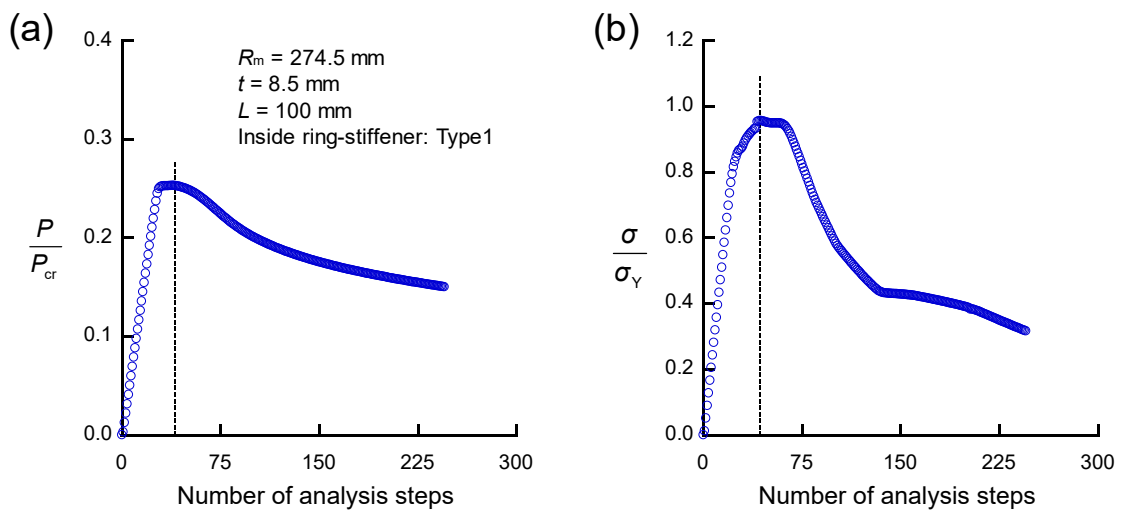 (a)
0.4
0.3
0.2
0.1
0.0
P
Pcr
Rm = 274.5 mm
t = 8.5 mm
L = 100 mm
Inside ring-stiffener: Type1
0 75 150 225 300
Number of analysis steps
(b)
1.2
1.0
0.8
0.6
0.4
0.2
0.0
σ
σY
0 75 150 225 300
Number of analysis steps